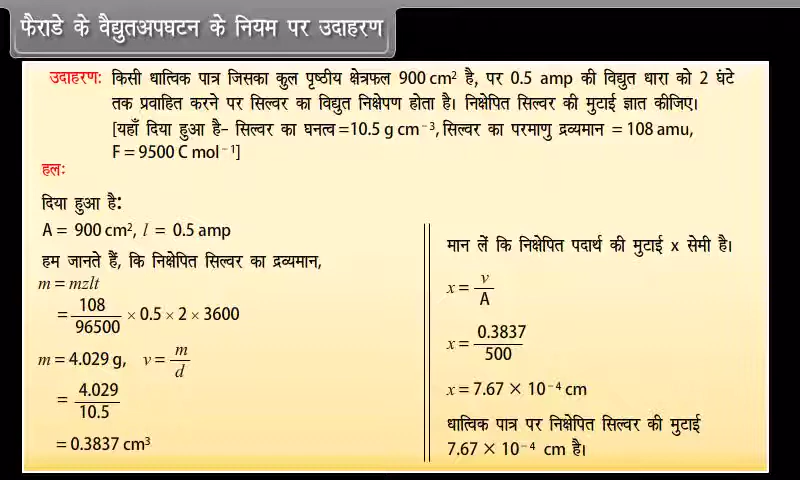 फैराडे के वैद्युतअपघटन के नियम पर उदाहरण
उदाहरण: किसी धात्विक पात्र जिसका कुल पृष्ठीय क्षेत्रफल 900 cm² है, पर 0.5 amp की विद्युत धारा को 2 घंटे
तक प्रवाहित करने पर सिल्वर का विद्युत निक्षेपण होता है। निक्षेपित सिल्वर की मुटाई ज्ञात कीजिए।
[यहाँ दिया हुआ है- सिल्वर का घनत्व =10.5 g cm⁻³, सिल्वर का परमाणु द्रव्यमान = 108 amu,
F = 9500 C mol⁻¹]
हल:
दिया हुआ है:
A = 900 cm², l = 0.5 amp
हम जानते हैं, कि निक्षेपित सिल्वर का द्रव्यमान,
m = mzlt
= 108/96500 × 0.5 × 2 × 3600
m = 4.029 g, v = m/d
= 4.029/10.5
= 0.3837 cm³
मान लें कि निक्षेपित पदार्थ की मुटाई x सेमी है।
x = v/A
x = 0.3837/500
x = 7.67 × 10⁻⁴ cm
धात्विक पात्र पर निक्षेपित सिल्वर की मुटाई
7.67 × 10⁻⁴ cm है।